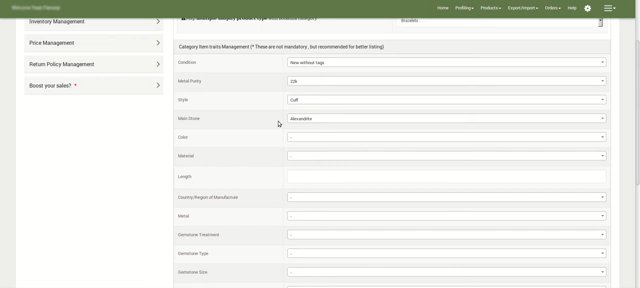 Welcome Yasir Farooq
Home Profiling Products Export/Import Orders Help
Inventory Management
Price Management
Return Policy Management
Boost your sales? *
Bracelets
Category Item traits Management (* These are not mandatory , but recommended for better listing)
Condition New without tags
Metal Purity 22k
Style Cuff
Main Stone Alexandrite
Color -
Material -
Length
Country/Region of Manufacture -
Metal -
Gemstone Treatment -
Gemstone Type -
Gemstone Size -